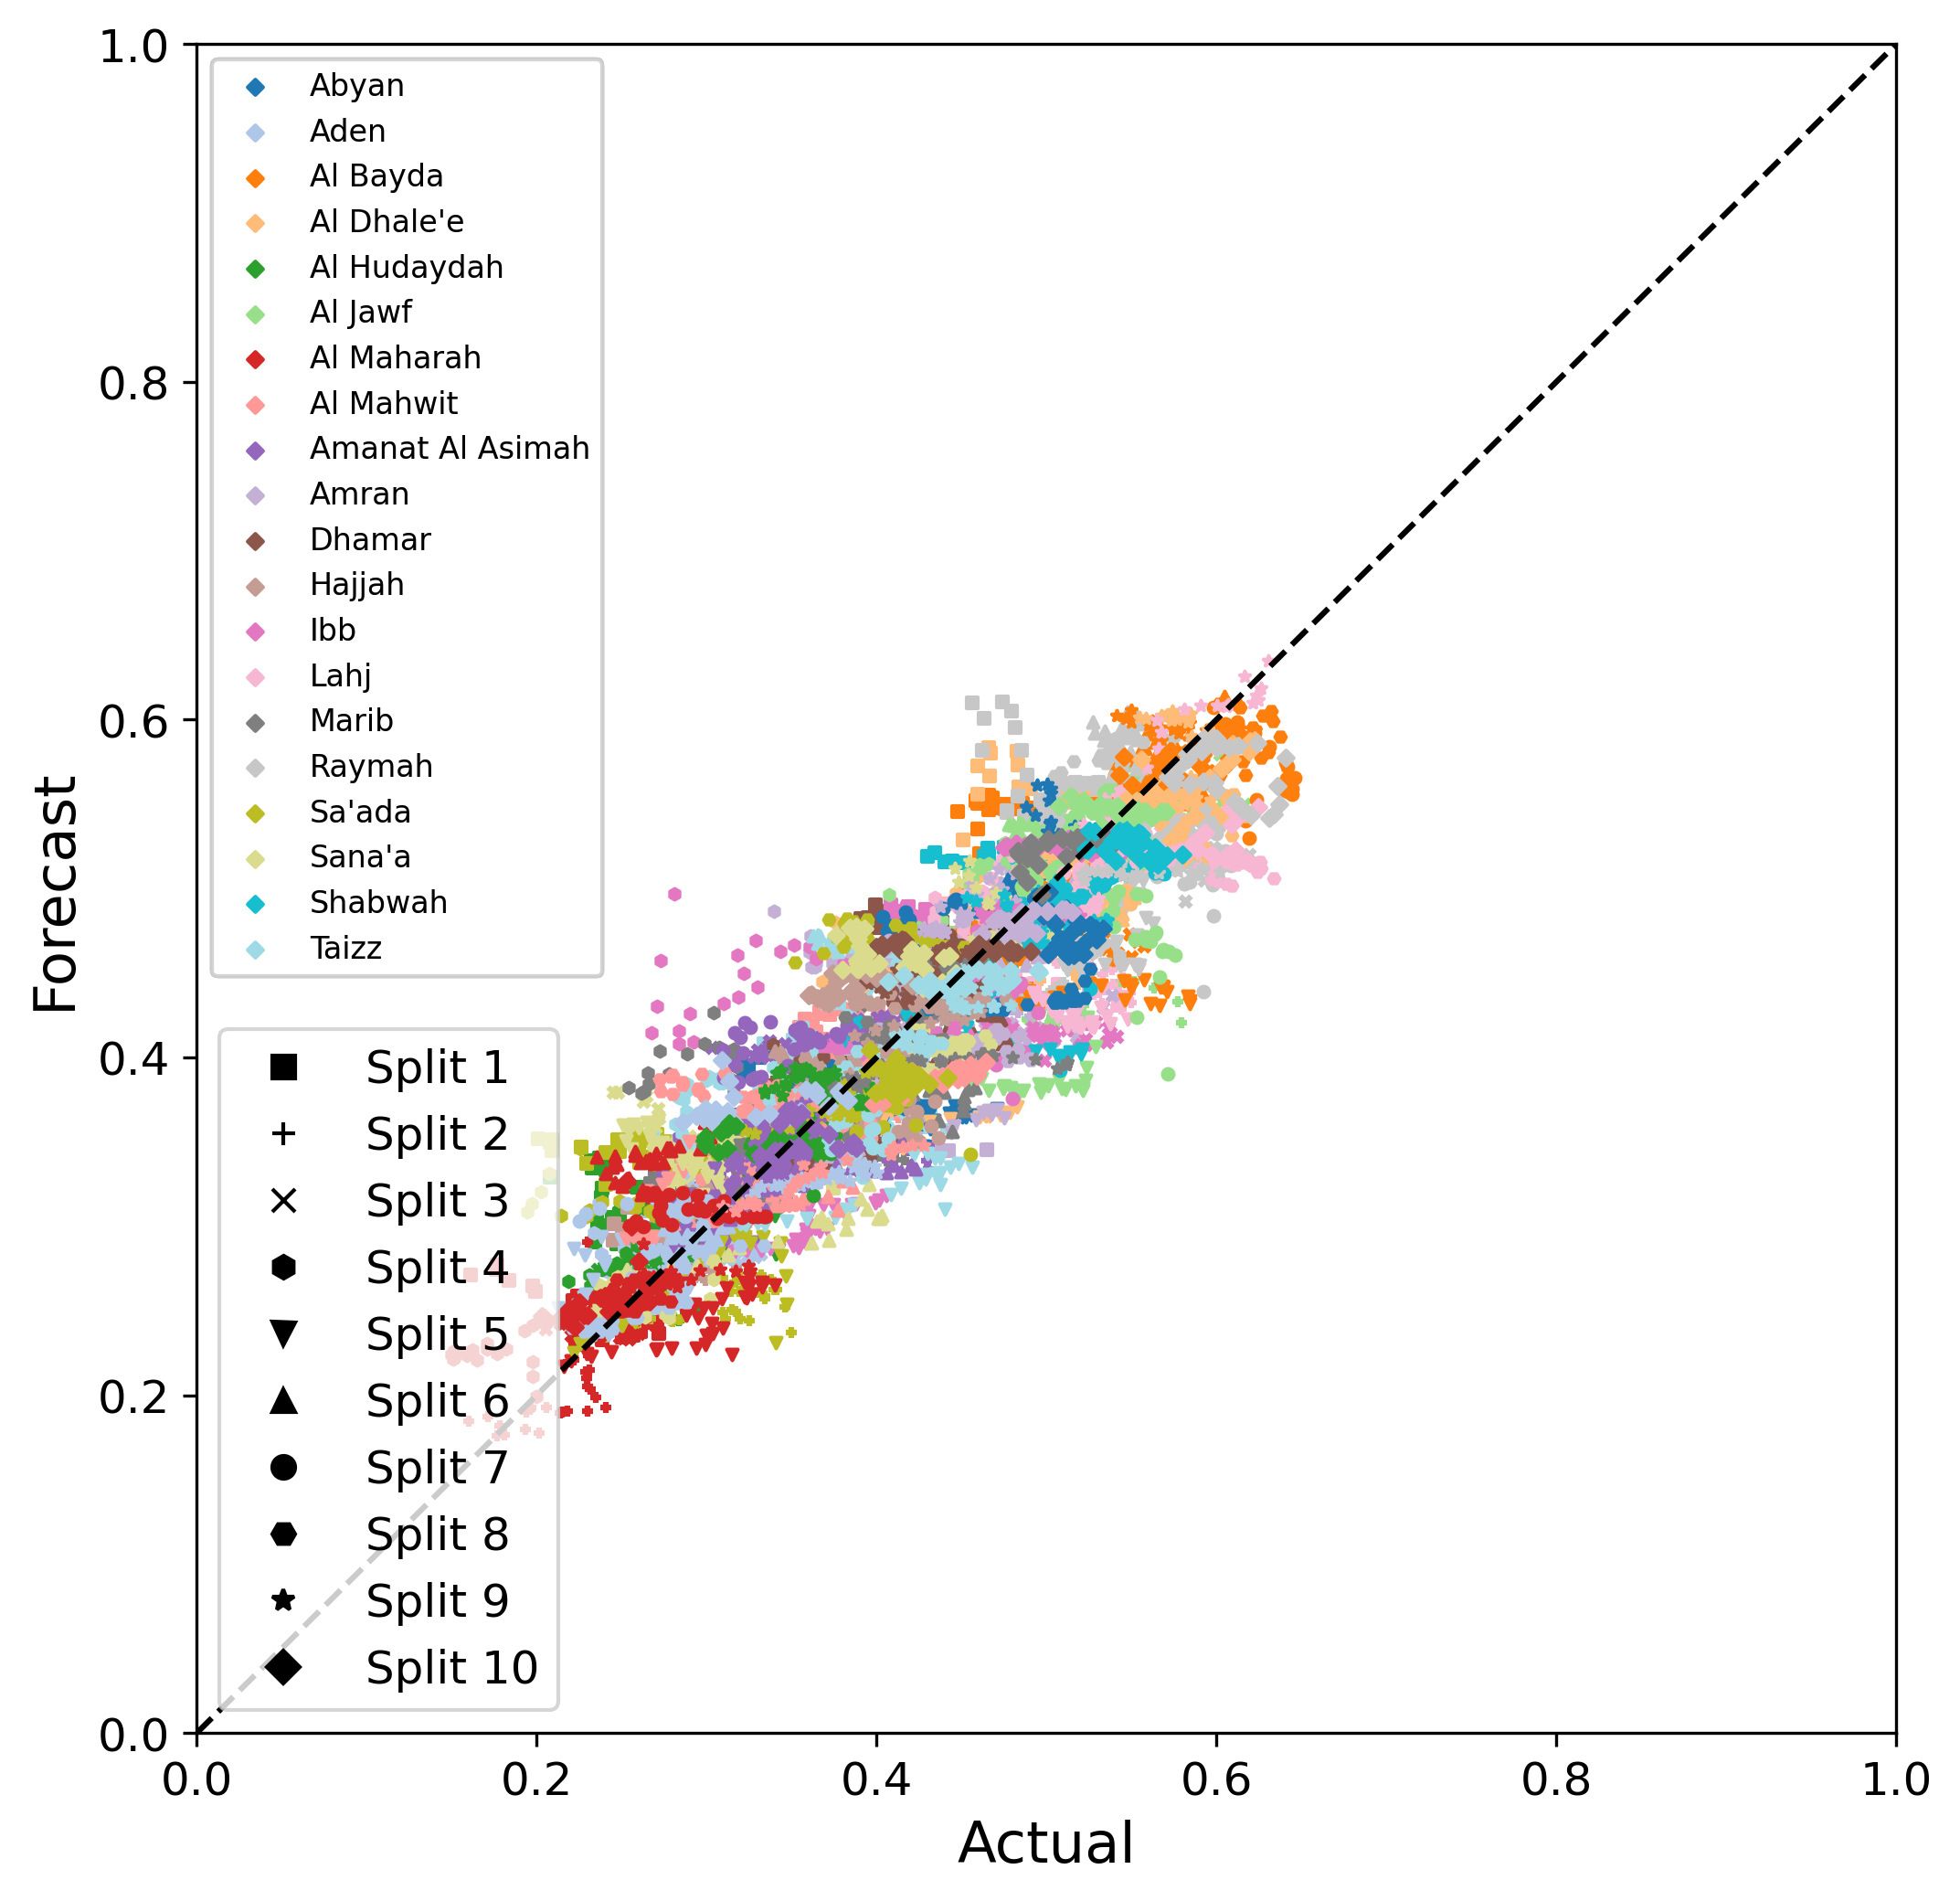 1.0
0.8
0.6
0.4
0.2
0.0
Forecast
Abyan
Aden
Al Bayda
Al Dhale'e
Al Hudaydah
Al Jawf
Al Maharah
Al Mahwit
Amanat Al Asimah
Amran
Dhamar
Hajjah
Ibb
Lahj
Marib
Raymah
Sa'ada
Sana'a
Shabwah
Taizz
Split 1
Split 2
Split 3
Split 4
Split 5
Split 6
Split 7
Split 8
Split 9
Split 10
0.0 0.2 0.4 0.6 0.8 1.0
Actual